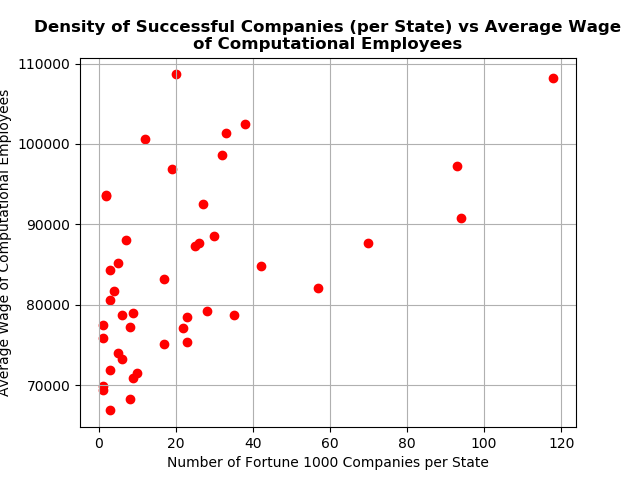 Density of Successful Companies (per State) vs Average Wage
of Computational Employees
Average Wage of Computational Employees
110000
100000
90000
80000
70000
0 20 40 60 80 100 120
Number of Fortune 1000 Companies per State